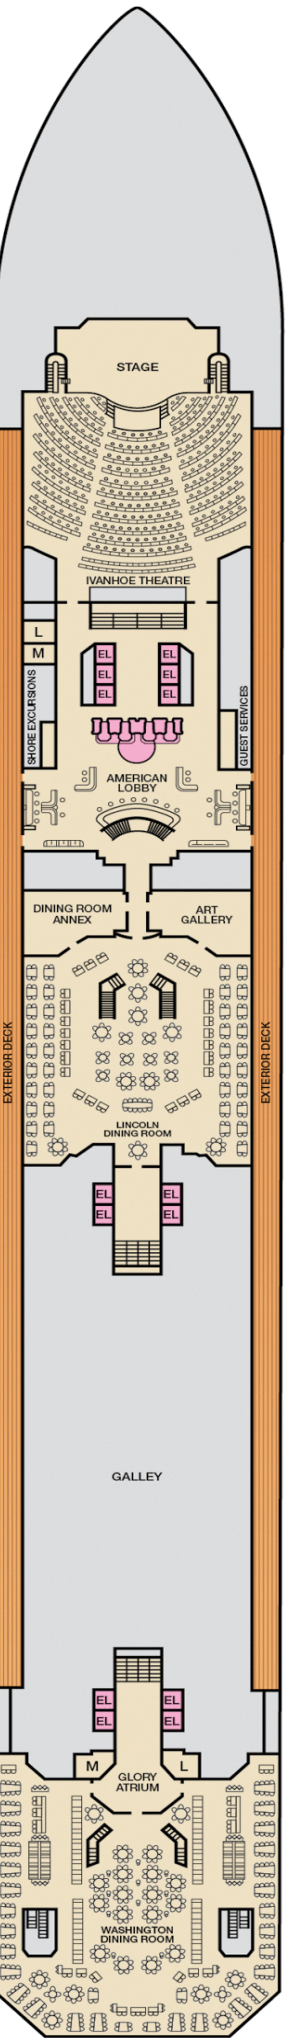 STAGE
IVANHOE THEATRE
L
M
EL
EL
EL
EL
EL
EL
SHORE EXCURSIONS
GUEST SERVICES
AMERICAN
LOBBY
DINING ROOM
ANNEX
ART
GALLERY
EXTERIOR DECK
EXTERIOR DECK
LINCOLN
DINING ROOM
EL
EL
EL
EL
GALLEY
EL
EL
EL
EL
M
L
GLORY
ATRIUM
WASHINGTON
DINING ROOM